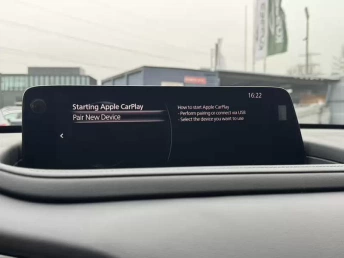 16:22
Starting Apple CarPlay
Pair New Device
How to start Apple CarPlay
- Perform pairing or connect via USB
- Select the device you want to use